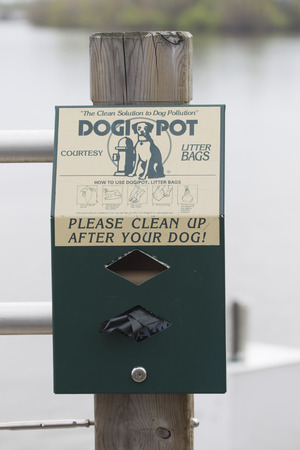 "The Clean Solution to Dog Pollution"
DOGIPOT
COURTESY LITTER
BAGS
®
HOW TO USE DOGIPOT LITTER BAGS
PLEASE CLEAN UP
AFTER YOUR DOG!